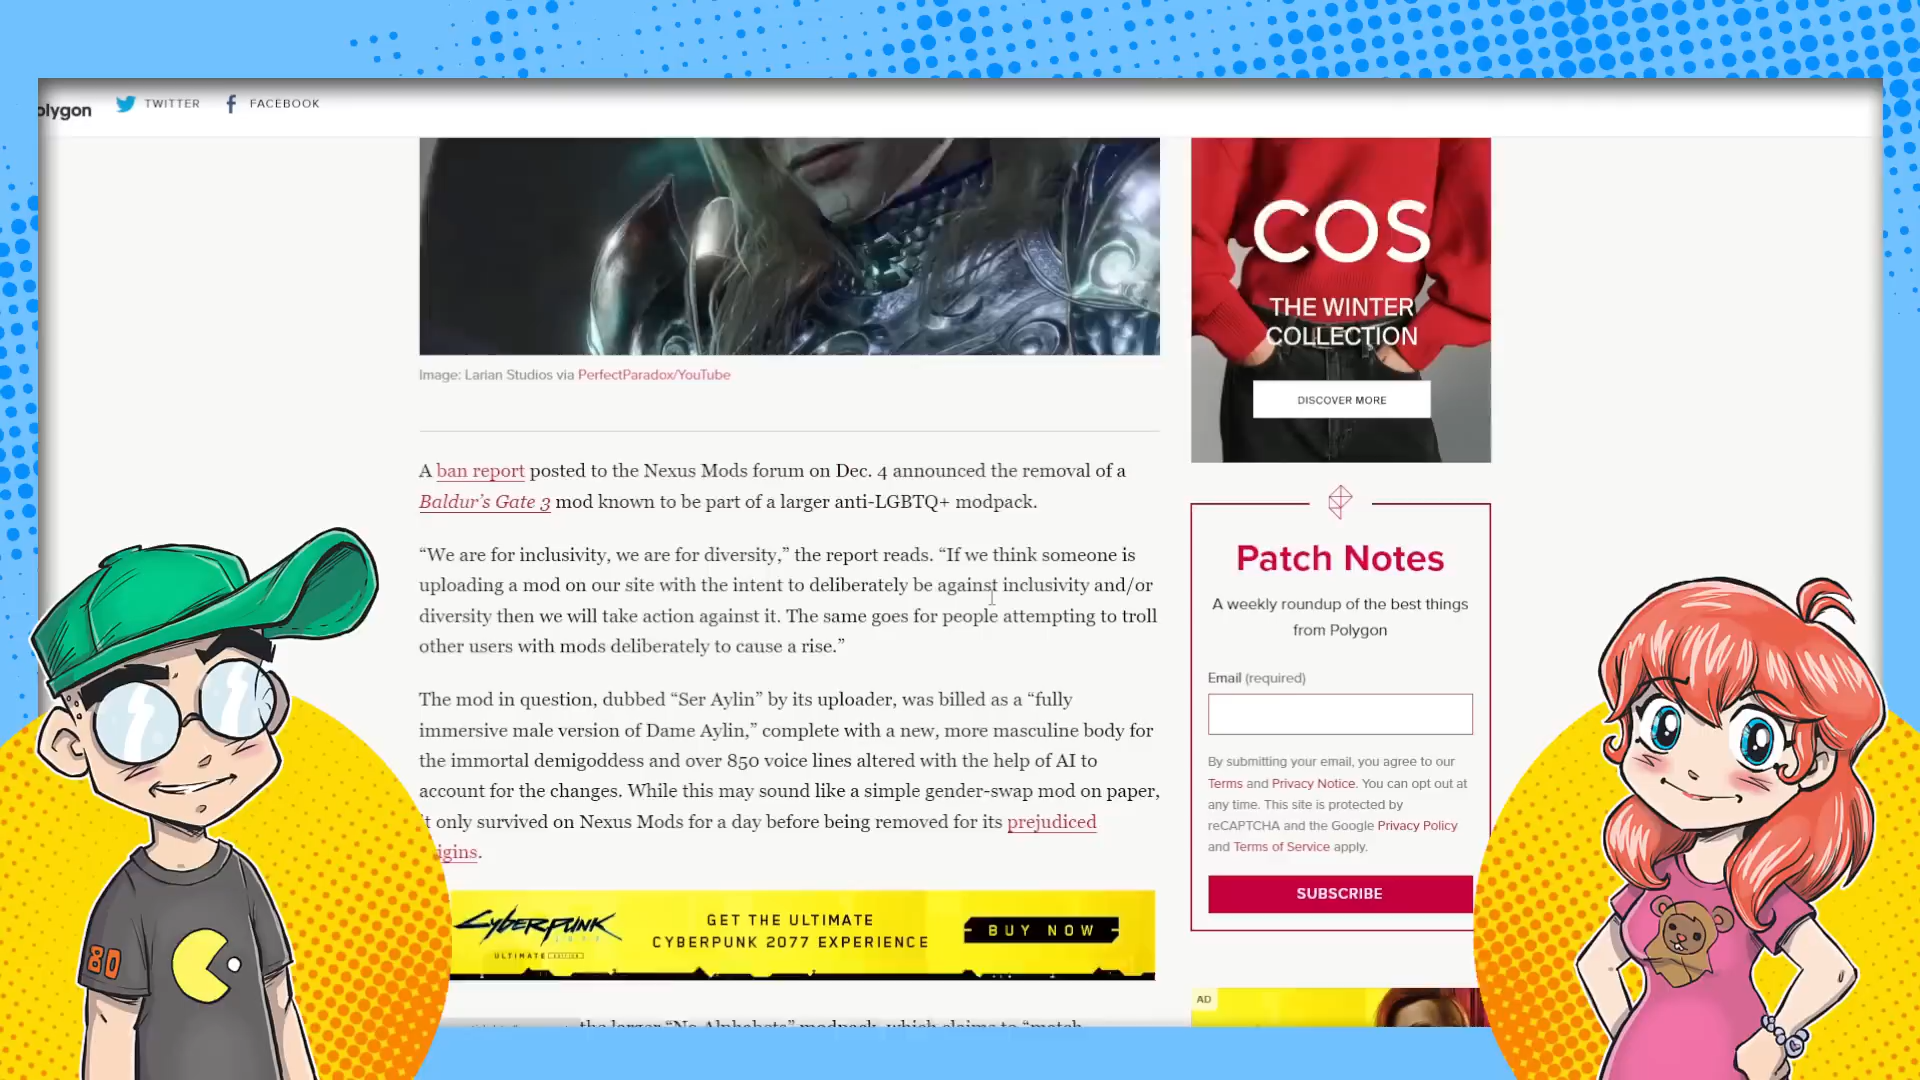 olygon
TWITTER
FACEBOOK
COS
THE WINTER
COLLECTION
DISCOVER MORE
Image: Larian Studios via PerfectParadox/YouTube
A ban report posted to the Nexus Mods forum on Dec. 4 announced the removal of a
Baldur's Gate 3 mod known to be part of a larger anti-LGBTQ+ modpack.
“We are for inclusivity, we are for diversity,” the report reads. “If we think someone is
uploading a mod on our site with the intent to deliberately be against inclusivity and/or
diversity then we will take action against it. The same goes for people attempting to troll
other users with mods deliberately to cause a rise.”
The mod in question, dubbed “Ser Aylin” by its uploader, was billed as a “fully
immersive male version of Dame Aylin,” complete with a new, more masculine body for
the immortal demigoddess and over 850 voice lines altered with the help of AI to
account for the changes. While this may sound like a simple gender-swap mod on paper,
t only survived on Nexus Mods for a day before being removed for its prejudiced
igins.
Patch Notes
A weekly roundup of the best things
from Polygon
Email (required)
By submitting your email, you agree to our
Terms and Privacy Notice. You can opt out at
any time. This site is protected by
reCAPTCHA and the Google Privacy Policy
and Terms of Service apply.
SUBSCRIBE
Cyberpunk
2077
ULTIMATE EDITION
GET THE ULTIMATE
CYBERPUNK 2077 EXPERIENCE
BUY NOW
AD
the larger “No Alphabets” modpack, which claims to “match
80